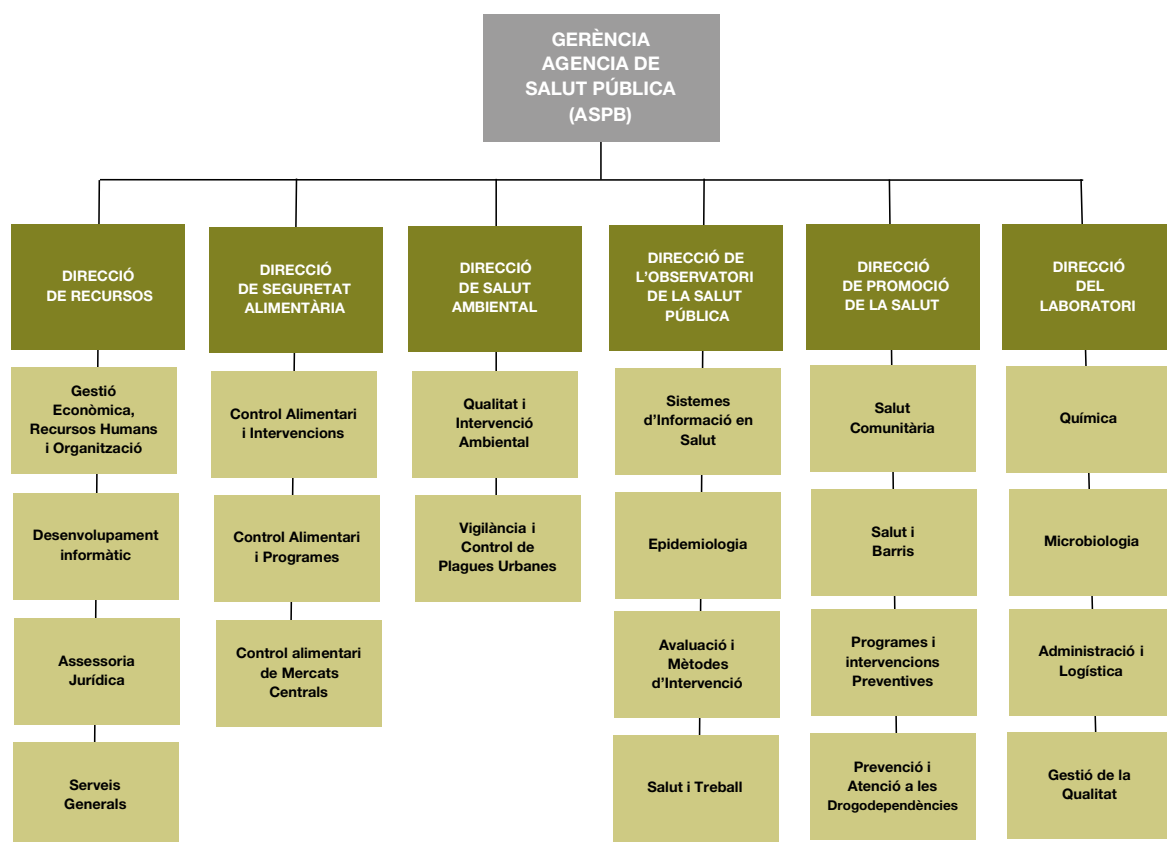 GERÈNCIA
AGENCIA DE
SALUT PÚBLICA
(ASPB)
DIRECCIÓ
DE RECURSOS
Gestió
Econòmica,
Recursos Humans
i Organització
Desenvolupament
informàtic
Assessoria
Jurídica
Serveis
Generals
DIRECCIÓ
DE SEGURETAT
ALIMENTÀRIA
Control Alimentari
i Intervencions
Control Alimentari
i Programes
Control alimentari
de Mercats
Centrals
DIRECCIÓ
DE SALUT
AMBIENTAL
Qualitat i
Intervenció
Ambiental
Vigilància i
Control de
Plagues Urbanes
DIRECCIÓ DE
L'OBSERVATORI
DE LA SALUT
PÚBLICA
Sistemes
d'Informació en
Salut
Epidemiologia
Avaluació i
Mètodes
d'Intervenció
Salut i Treball
DIRECCIÓ
DE PROMOCIÓ
DE LA SALUT
Salut
Comunitària
Salut i
Barris
Programes i
intervencions
Preventives
Prevenció i
Atenció a les
Drogodependències
DIRECCIÓ
DEL
LABORATORI
Química
Microbiologia
Administració i
Logística
Gestió de la
Qualitat